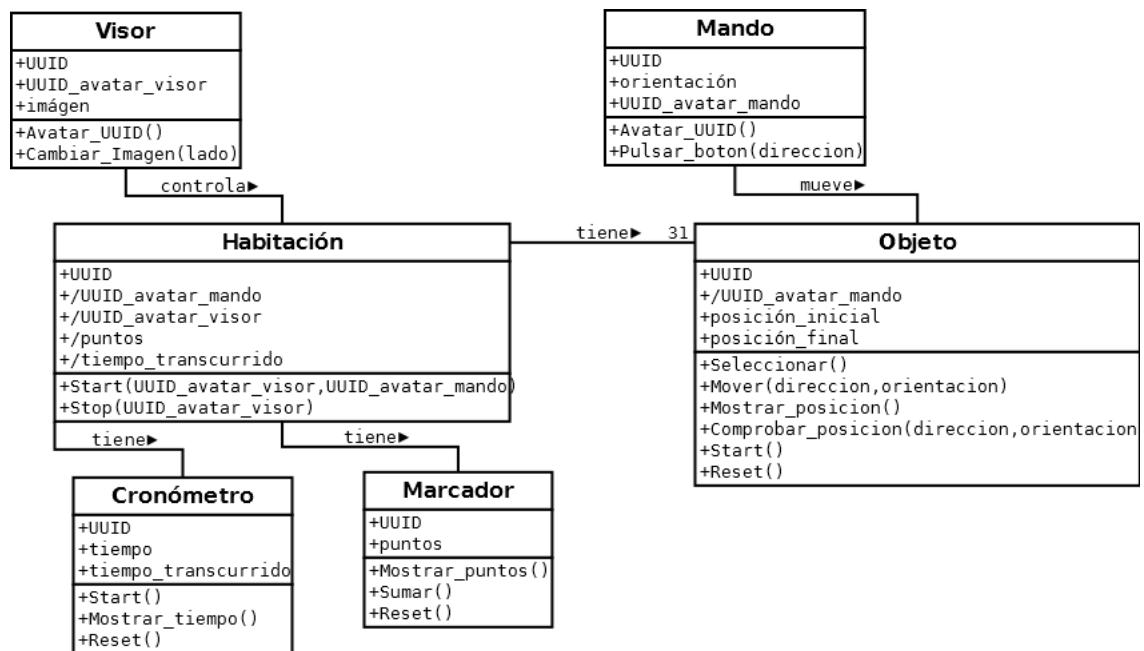 Visor
+UUID
+UUID_avatar_visor
+imágen
+Avatar_UUID()
+Cambiar_Imagen(lado)
Mando
+UUID
+orientación
+UUID_avatar_mando
+Avatar_UUID()
+Pulsar_boton(direccion)
controla▶
mueve▶
Habitación
+UUID
+/UUID_avatar_mando
+/UUID_avatar_visor
+/puntos
+/tiempo_transcurrido
+Start(UUID_avatar_visor,UUID_avatar_mando)
+Stop(UUID_avatar_visor)
tiene▶ 31
Objeto
+UUID
+/UUID_avatar_mando
+posición_inicial
+posición_final
+Seleccionar()
+Mover(direccion,orientacion)
+Mostrar_posicion()
+Comprobar_posicion(direccion,orientacion
+Start()
+Reset()
tiene▶
tiene▶
Cronómetro
+UUID
+tiempo
+tiempo_transcurrido
+Start()
+Mostrar_tiempo()
+Reset()
Marcador
+UUID
+puntos
+Mostrar_puntos()
+Sumar()
+Reset()